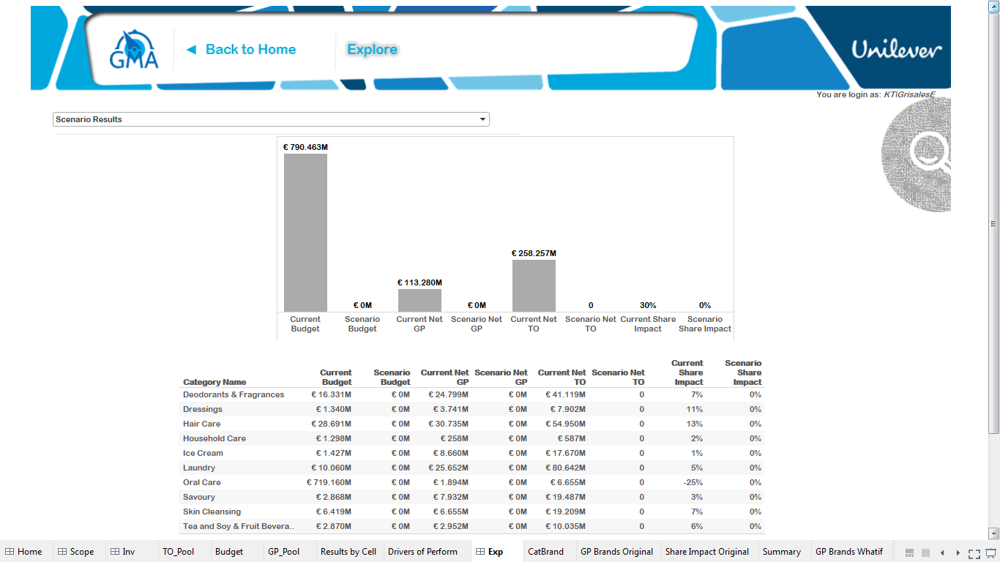 GMA
Back to Home
Explore
Unilever
You are login as: KT\GrisalesE
Scenario Results
€ 790.463M
€ 0M
€ 113.280M
€ 0M
€ 258.257M
0
30%
0%
Current Budget
Scenario Budget
Current Net GP
Scenario Net GP
Current Net TO
Scenario Net TO
Current Share Impact
Scenario Share Impact
Category Name Current Budget Scenario Budget Current Net GP Scenario Net GP Current Net TO Scenario Net TO Current Share Impact Scenario Share Impact
Deodorants & Fragrances € 16.331M € 0M € 24.799M € 0M € 41.119M 0 7% 0%
Dressings € 1.340M € 0M € 3.741M € 0M € 7.902M 0 11% 0%
Hair Care € 28.691M € 0M € 30.735M € 0M € 54.950M 0 13% 0%
Household Care € 1.298M € 0M € 258M € 0M € 587M 0 2% 0%
Ice Cream € 1.427M € 0M € 8.660M € 0M € 17.670M 0 1% 0%
Laundry € 10.060M € 0M € 25.652M € 0M € 80.642M 0 5% 0%
Oral Care € 719.160M € 0M € 1.894M € 0M € 6.655M 0 -25% 0%
Savoury € 2.868M € 0M € 7.932M € 0M € 19.487M 0 3% 0%
Skin Cleansing € 6.419M € 0M € 6.655M € 0M € 19.209M 0 7% 0%
Tea and Soy & Fruit Bevera.. € 2.870M € 0M € 2.952M € 0M € 10.035M 0 6% 0%
Home Scope Inv TO_Pool Budget GP_Pool Results by Cell Drivers of Perform Exp CatBrand GP Brands Original Share Impact Original Summary GP Brands Whatif